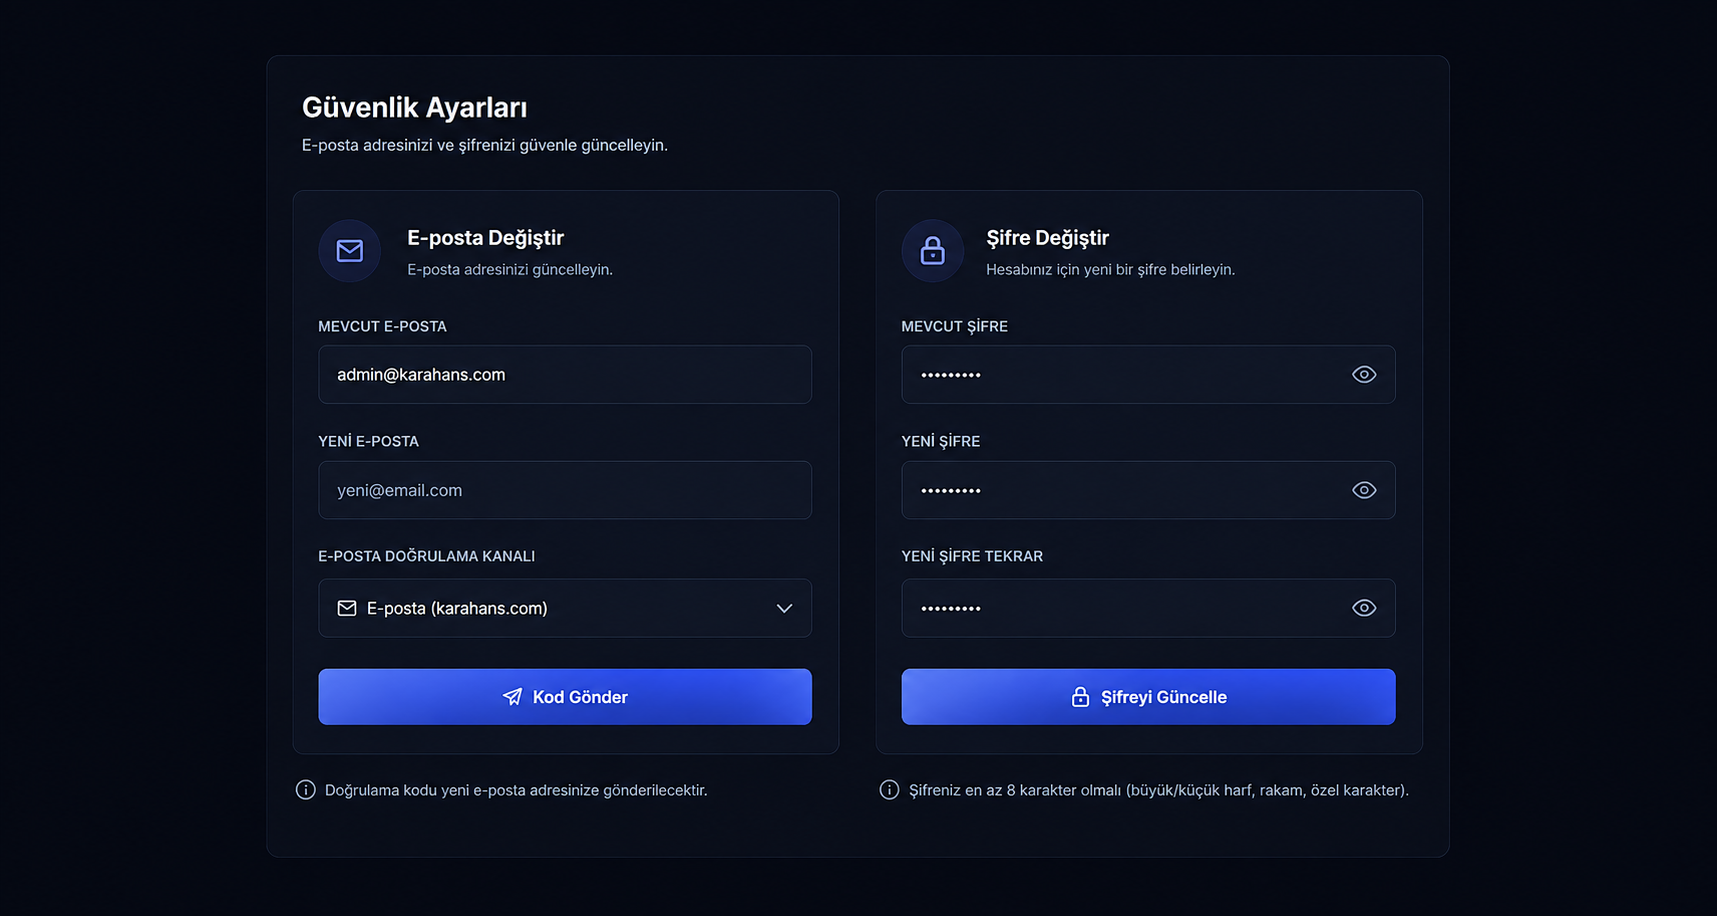 Güvenlik Ayarları
E-posta adresinizi ve şifrenizi güvenle güncelleyin.
E-posta Değiştir
E-posta adresinizi güncelleyin.
MEVCUT E-POSTA
admin@karahans.com
YENİ E-POSTA
yeni@email.com
E-POSTA DOĞRULAMA KANALI
E-posta (karahans.com)
Kod Gönder
Doğrulama kodu yeni e-posta adresinize gönderilecektir.
Şifre Değiştir
Hesabınız için yeni bir şifre belirleyin.
MEVCUT ŞİFRE
•••••••••
YENİ ŞİFRE
•••••••••
YENİ ŞİFRE TEKRAR
•••••••••
Şifreyi Güncelle
Şifreniz en az 8 karakter olmalı (büyük/küçük harf, rakam, özel karakter).